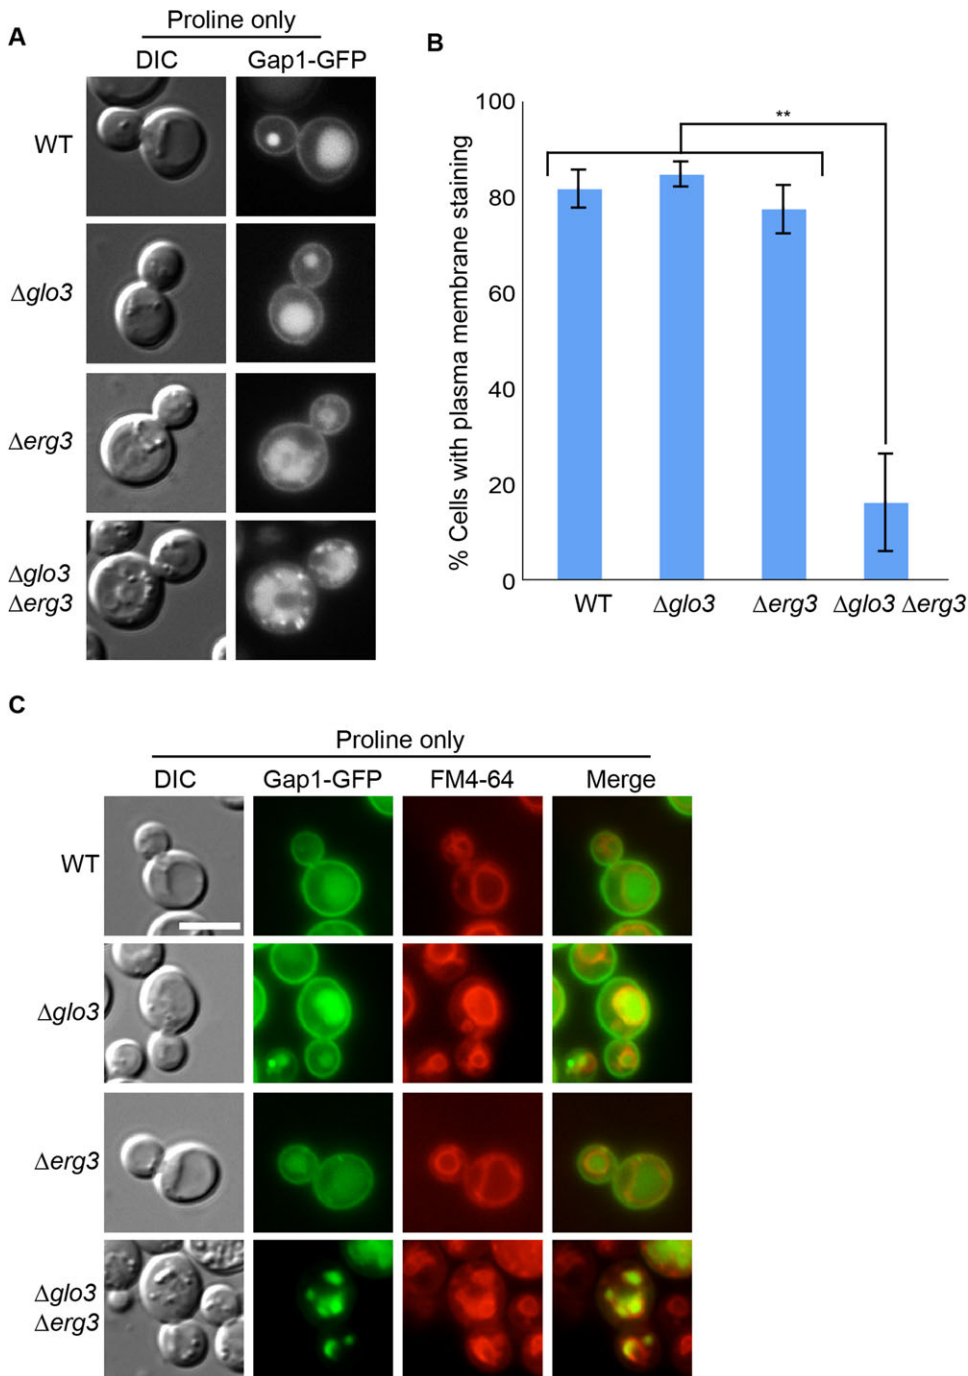 A
Proline only
DIC Gap1-GFP
WT
Δglo3
Δerg3
Δglo3
Δerg3
B
% Cells with plasma membrane staining
100
80
60
40
20
0
**
WT Δglo3 Δerg3 Δglo3 Δerg3
C
Proline only
DIC Gap1-GFP FM4-64 Merge
WT
Δglo3
Δerg3
Δglo3
Δerg3